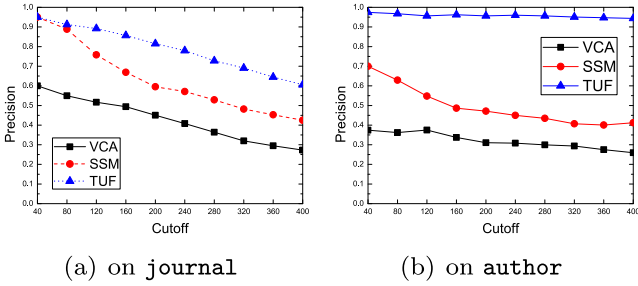 1.0 1.0
0.9 0.9
0.8 0.8
0.7 0.7
0.6 0.6
0.5 0.5
0.4 0.4
0.3 0.3
0.2 0.2
0.1 0.1
0.0 0.0
Precision Precision
VCA VCA
SSM SSM
TUF TUF
40 80 120 160 200 240 280 320 360 400 40 80 120 160 200 240 280 320 360 400
Cutoff Cutoff
(a) on journal (b) on author